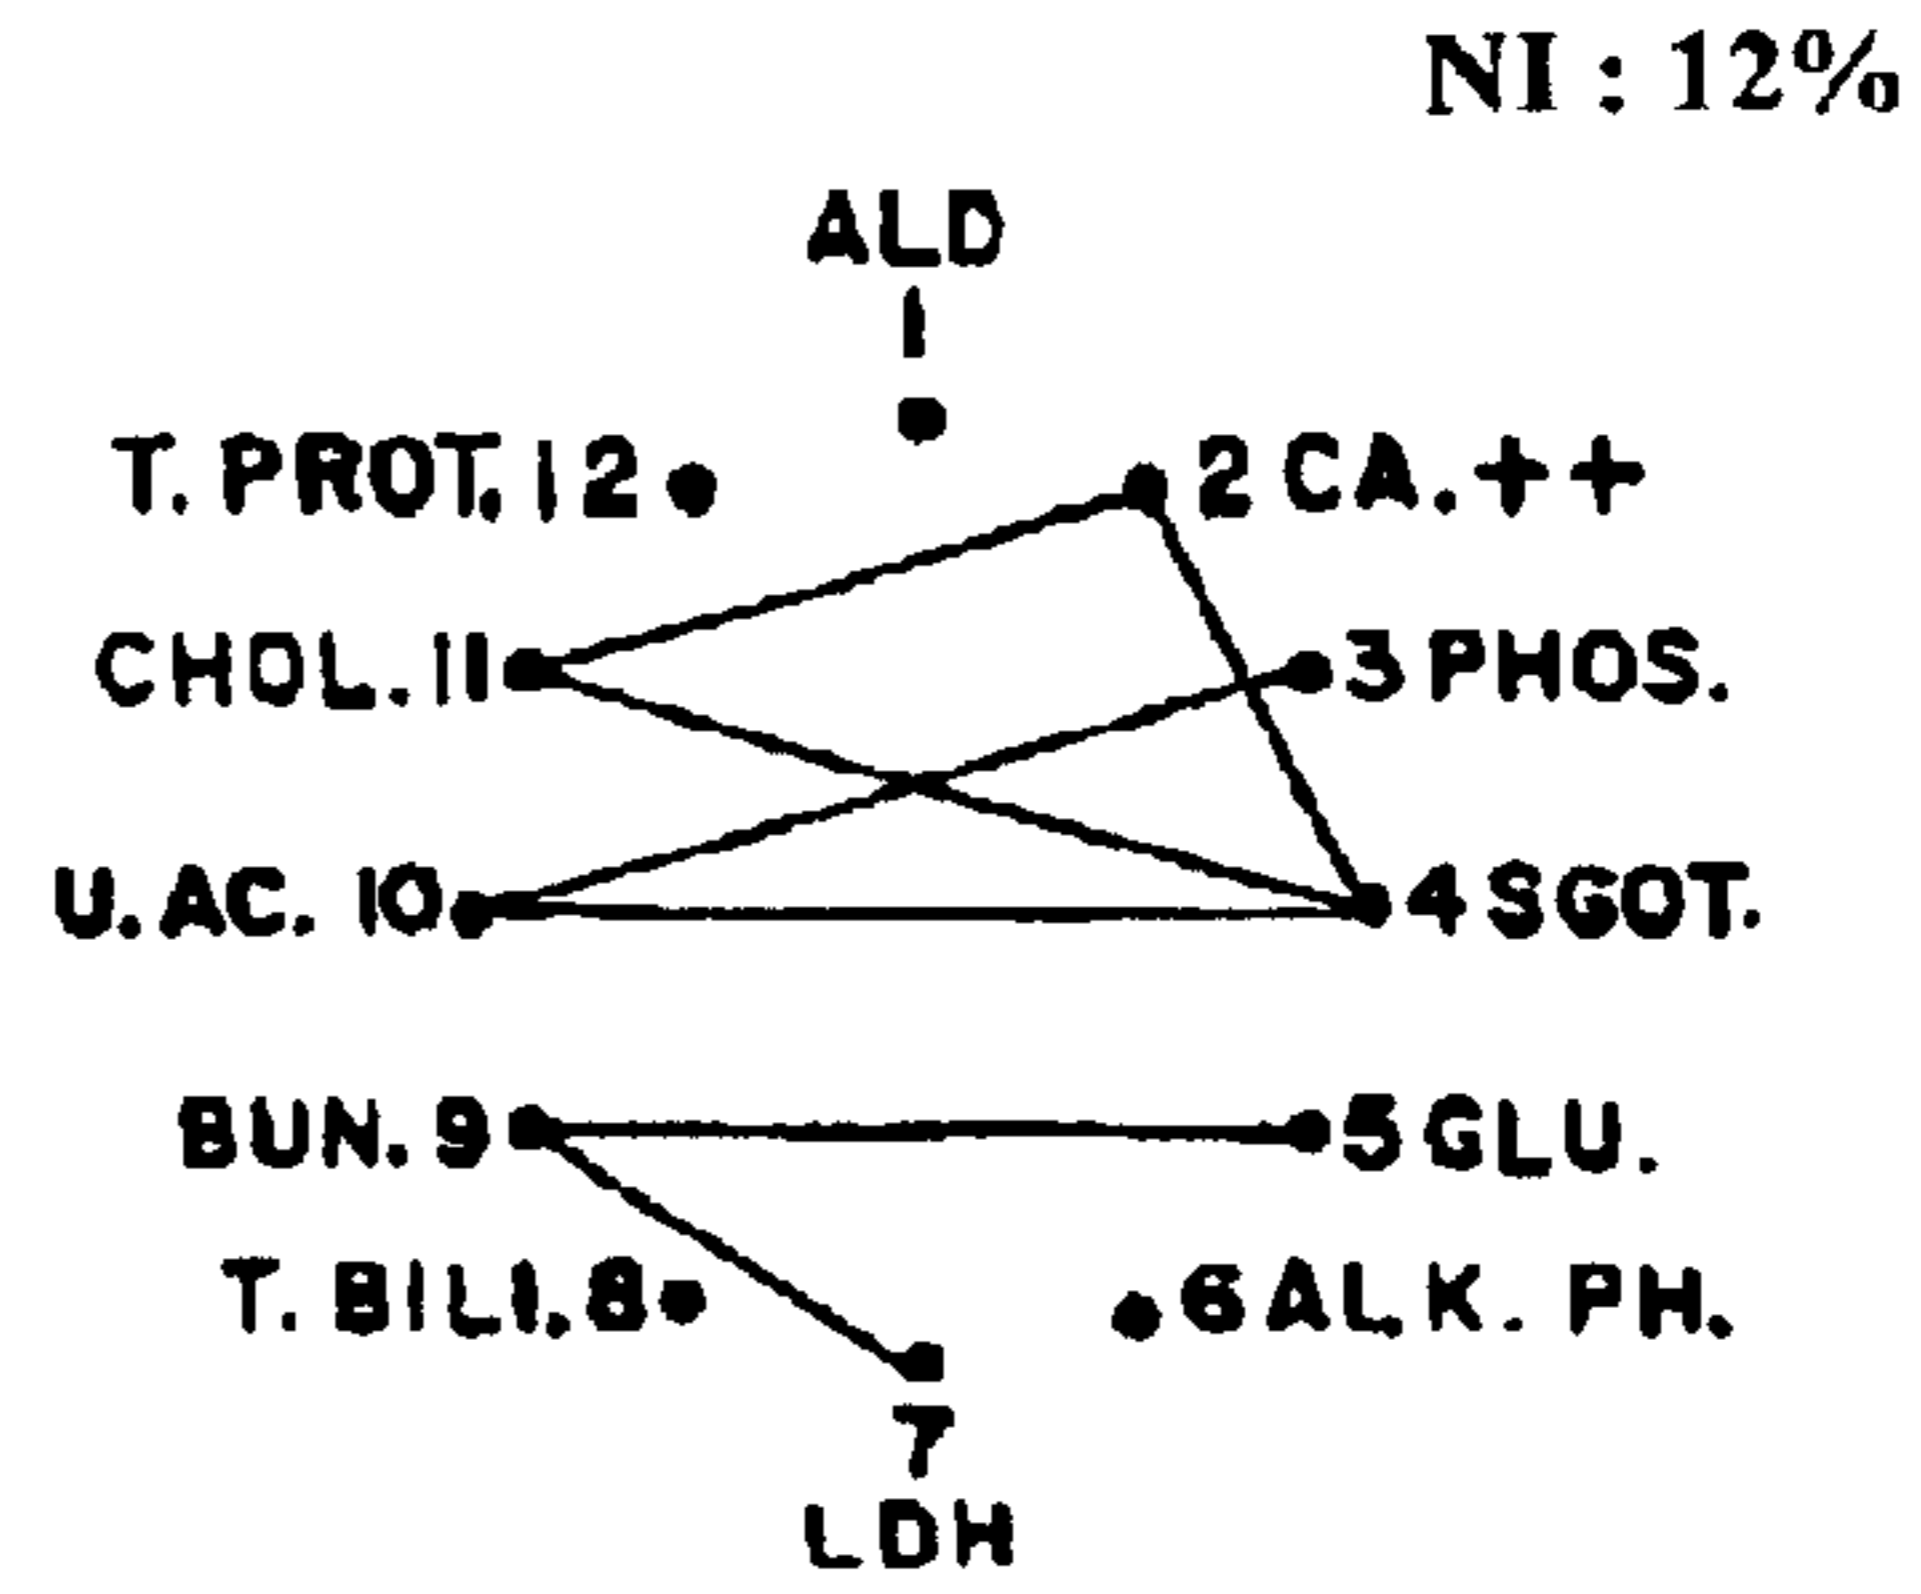 NI : 12%
ALD
1
T. PROT. 12
2 CA. ++
CHOL. 11
3 PHOS.
U. AC. 10
4 SGOT.
BUN. 9
5 GLU.
T. BILI. 8
6 ALK. PH.
7
LDH